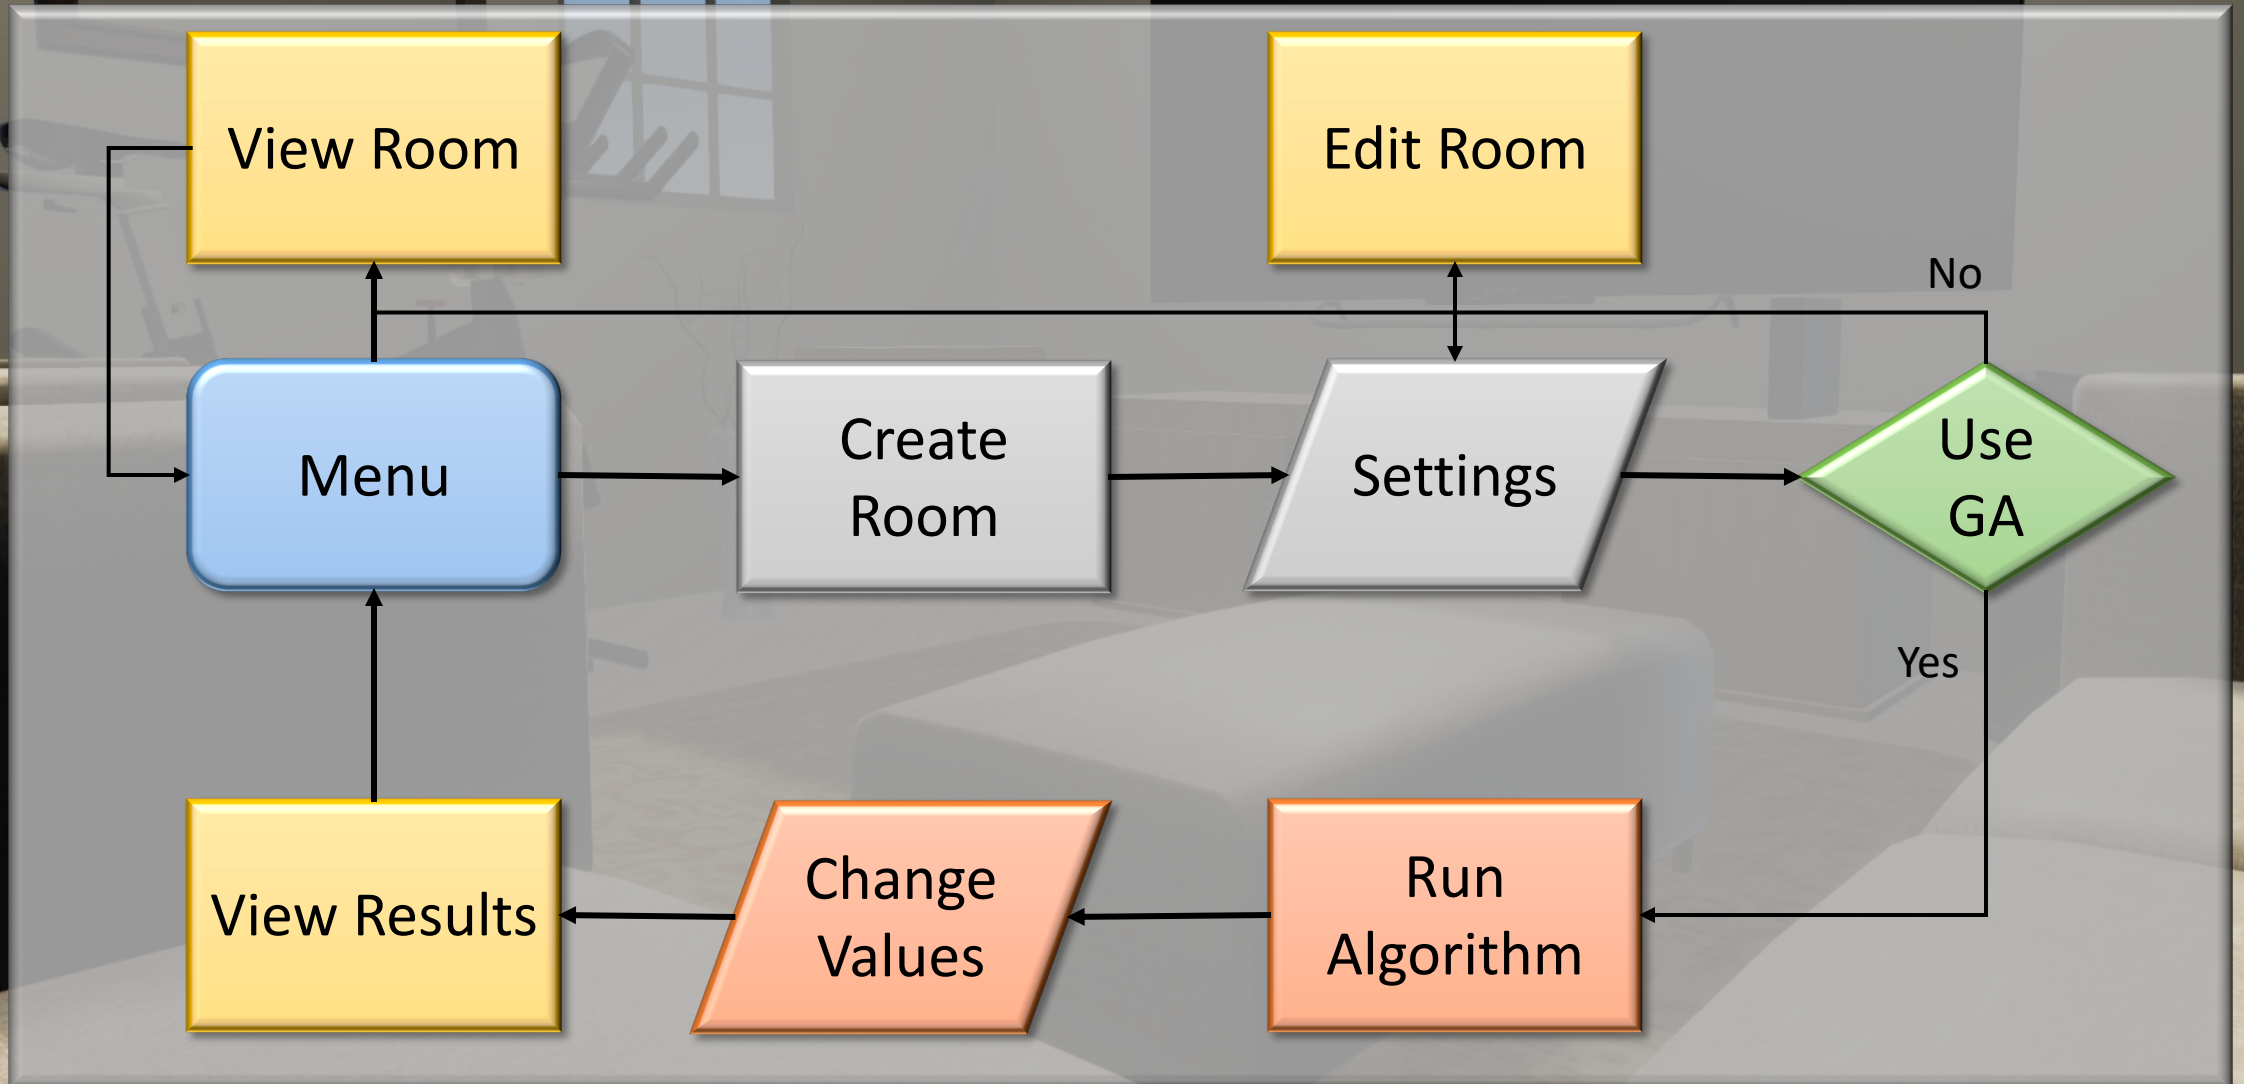 View Room
Edit Room
No
Menu
Create
Room
Settings
Use
GA
Yes
View Results
Change
Values
Run
Algorithm